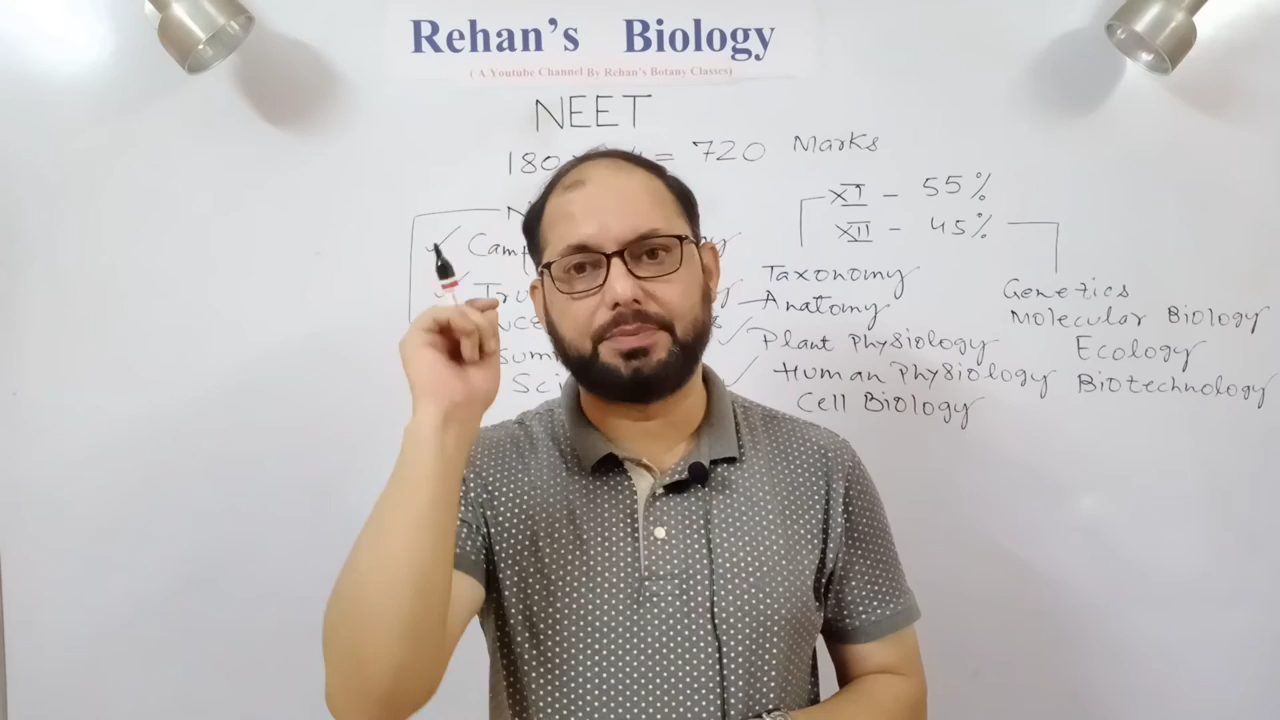 Rehan's Biology
( A Youtube Channel By Rehan's Botany Classes)
NEET
180 = 720 Marks
XI - 55%
XII - 45%
Taxonomy
Anatomy
Plant Physiology
Human Physiology
Cell Biology
Genetics
Molecular Biology
Ecology
Biotechnology